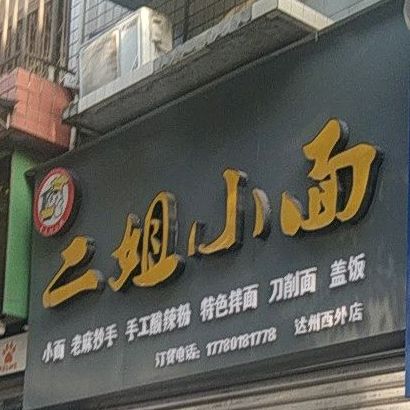 二姐小面
小面 老麻抄手 手工酸辣粉 特色拌面 刀削面 盖饭
订餐电话：17780181778 达州西外店